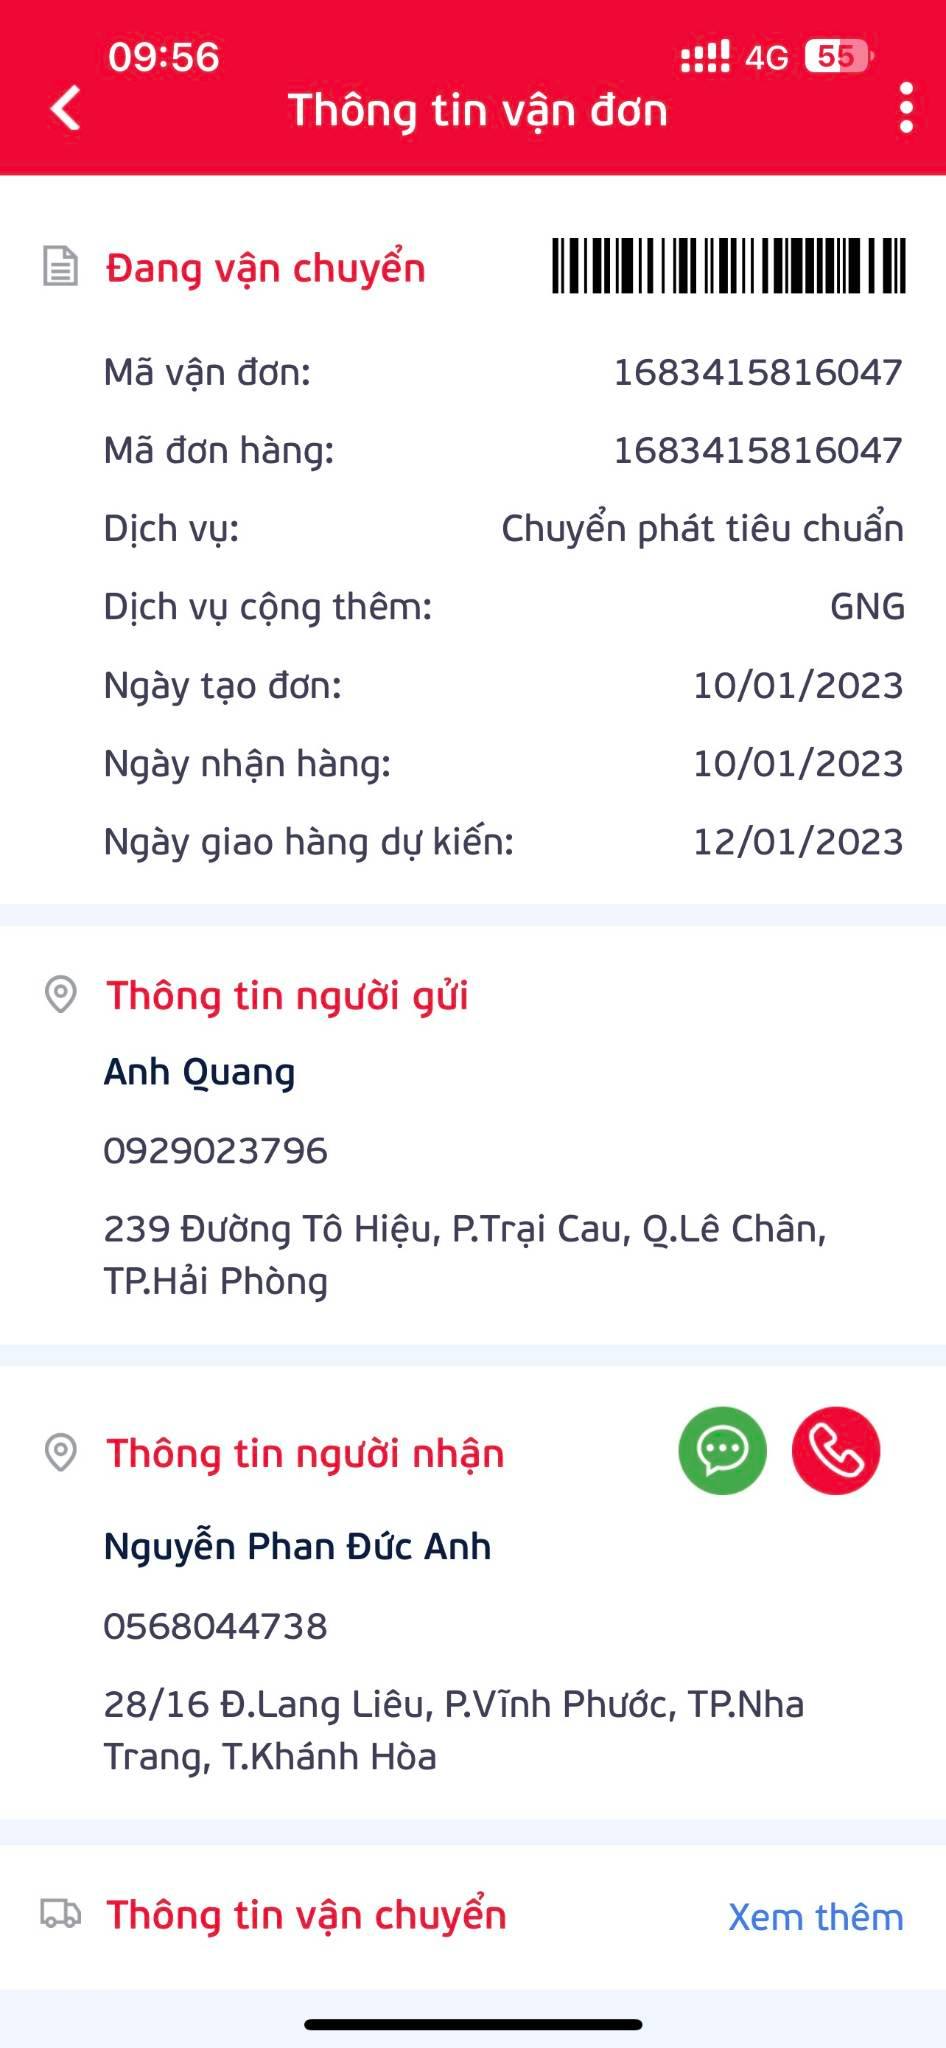 09:56
4G 55
Thông tin vận đơn
Đang vận chuyển
Mã vận đơn: 1683415816047
Mã đơn hàng: 1683415816047
Dịch vụ: Chuyển phát tiêu chuẩn
Dịch vụ cộng thêm: GNG
Ngày tạo đơn: 10/01/2023
Ngày nhận hàng: 10/01/2023
Ngày giao hàng dự kiến: 12/01/2023
Thông tin người gửi
Anh Quang
0929023796
239 Đường Tô Hiệu, P.Trại Cau, Q.Lê Chân,
TP.Hải Phòng
Thông tin người nhận
Nguyễn Phan Đức Anh
0568044738
28/16 Đ.Lang Liêu, P.Vĩnh Phước, TP.Nha
Trang, T.Khánh Hòa
Thông tin vận chuyển Xem thêm